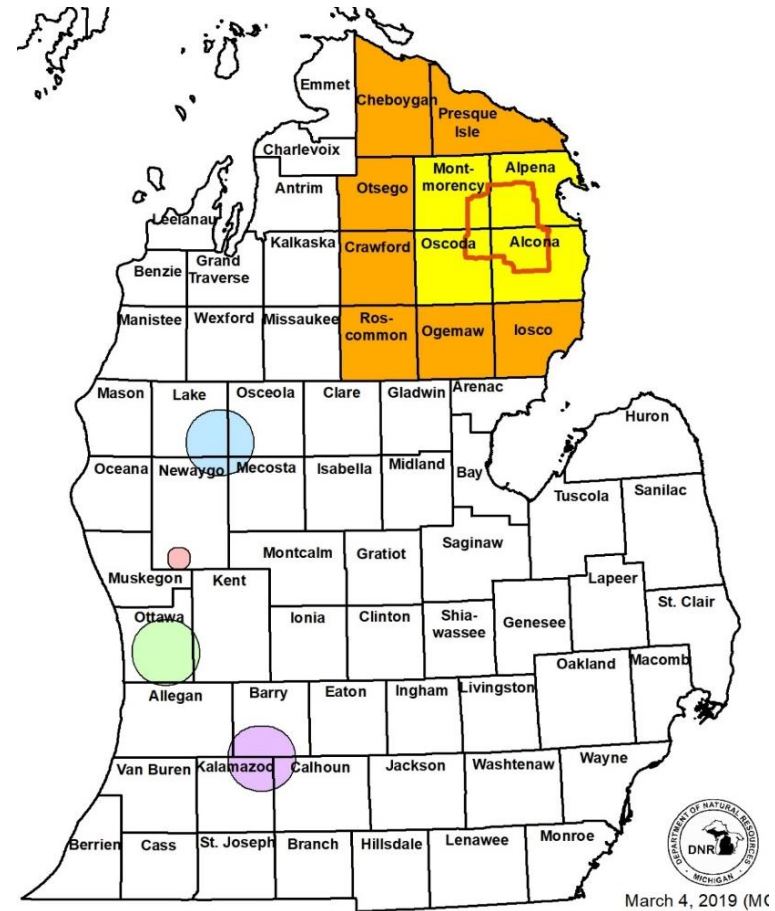 Emmet
Cheboygan
Presque
Isle
Charlevoix
Antrim
Otsego
Mont-
morency
Alpena
Leelanau
Kalkaska
Crawford
Oscoda
Alcona
Benzie
Grand
Traverse
Manistee
Wexford
Missaukee
Ros-
common
Ogemaw
Iosco
Mason
Lake
Osceola
Clare
Gladwin
Arenac
Huron
Oceana
Newaygo
Mecosta
Isabella
Midland
Bay
Tuscola
Sanilac
Muskegon
Montcalm
Gratiot
Saginaw
Kent
Lapeer
St. Clair
Ottawa
Ionia
Clinton
Shia-
wassee
Genesee
Oakland
Macomb
Allegan
Barry
Eaton
Ingham
Livingston
Van Buren
Kalamazoo
Calhoun
Jackson
Washtenaw
Wayne
Berrien
Cass
St. Joseph
Branch
Hillsdale
Lenawee
Monroe
DEPARTMENT OF NATURAL RESOURCES
DNR
MICHIGAN
March 4, 2019 (MC